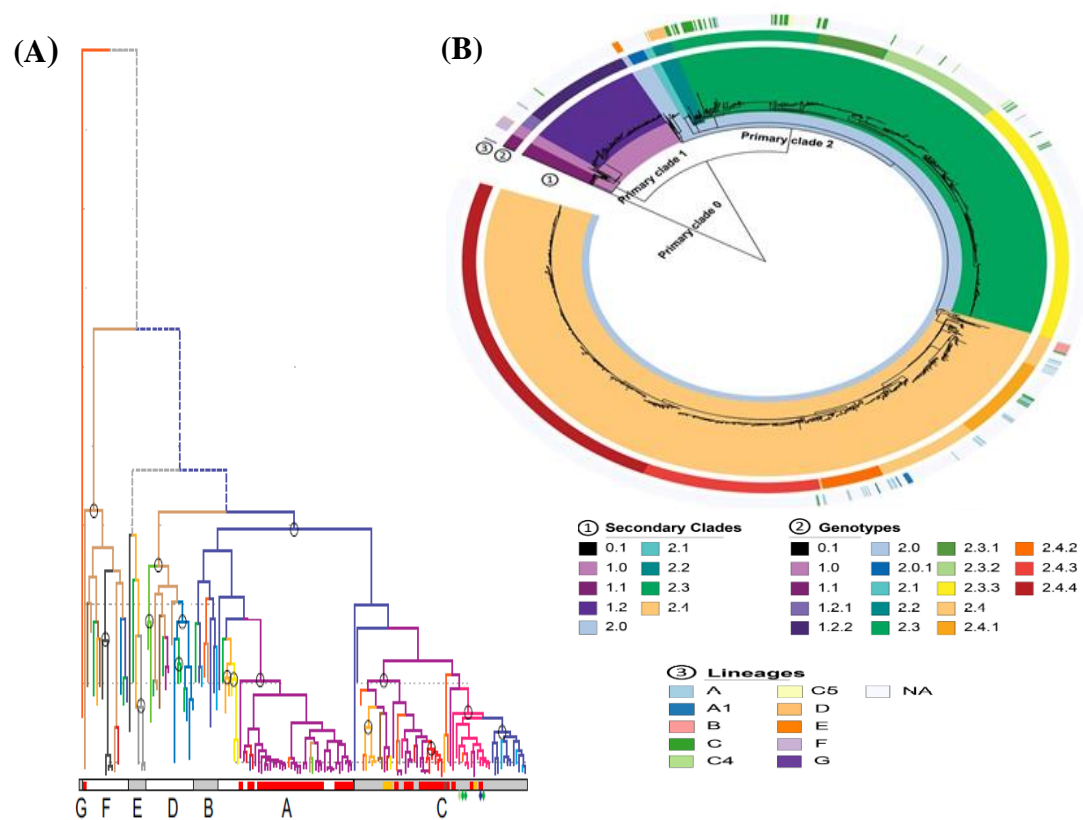 (A)
(B)
③
②
①
Primary clade 2
Primary clade 1
Primary clade 0
G F E D B A C
① Secondary Clades
0.1 2.1
1.0 2.2
1.1 2.3
1.2 2.4
2.0
② Genotypes
0.1 2.0 2.3.1 2.4.2
1.0 2.0.1 2.3.2 2.4.3
1.1 2.1 2.3.3 2.4.4
1.2.1 2.2 2.4
1.2.2 2.3 2.4.1
③ Lineages
A C5 NA
A1 D
B E
C F
C4 G